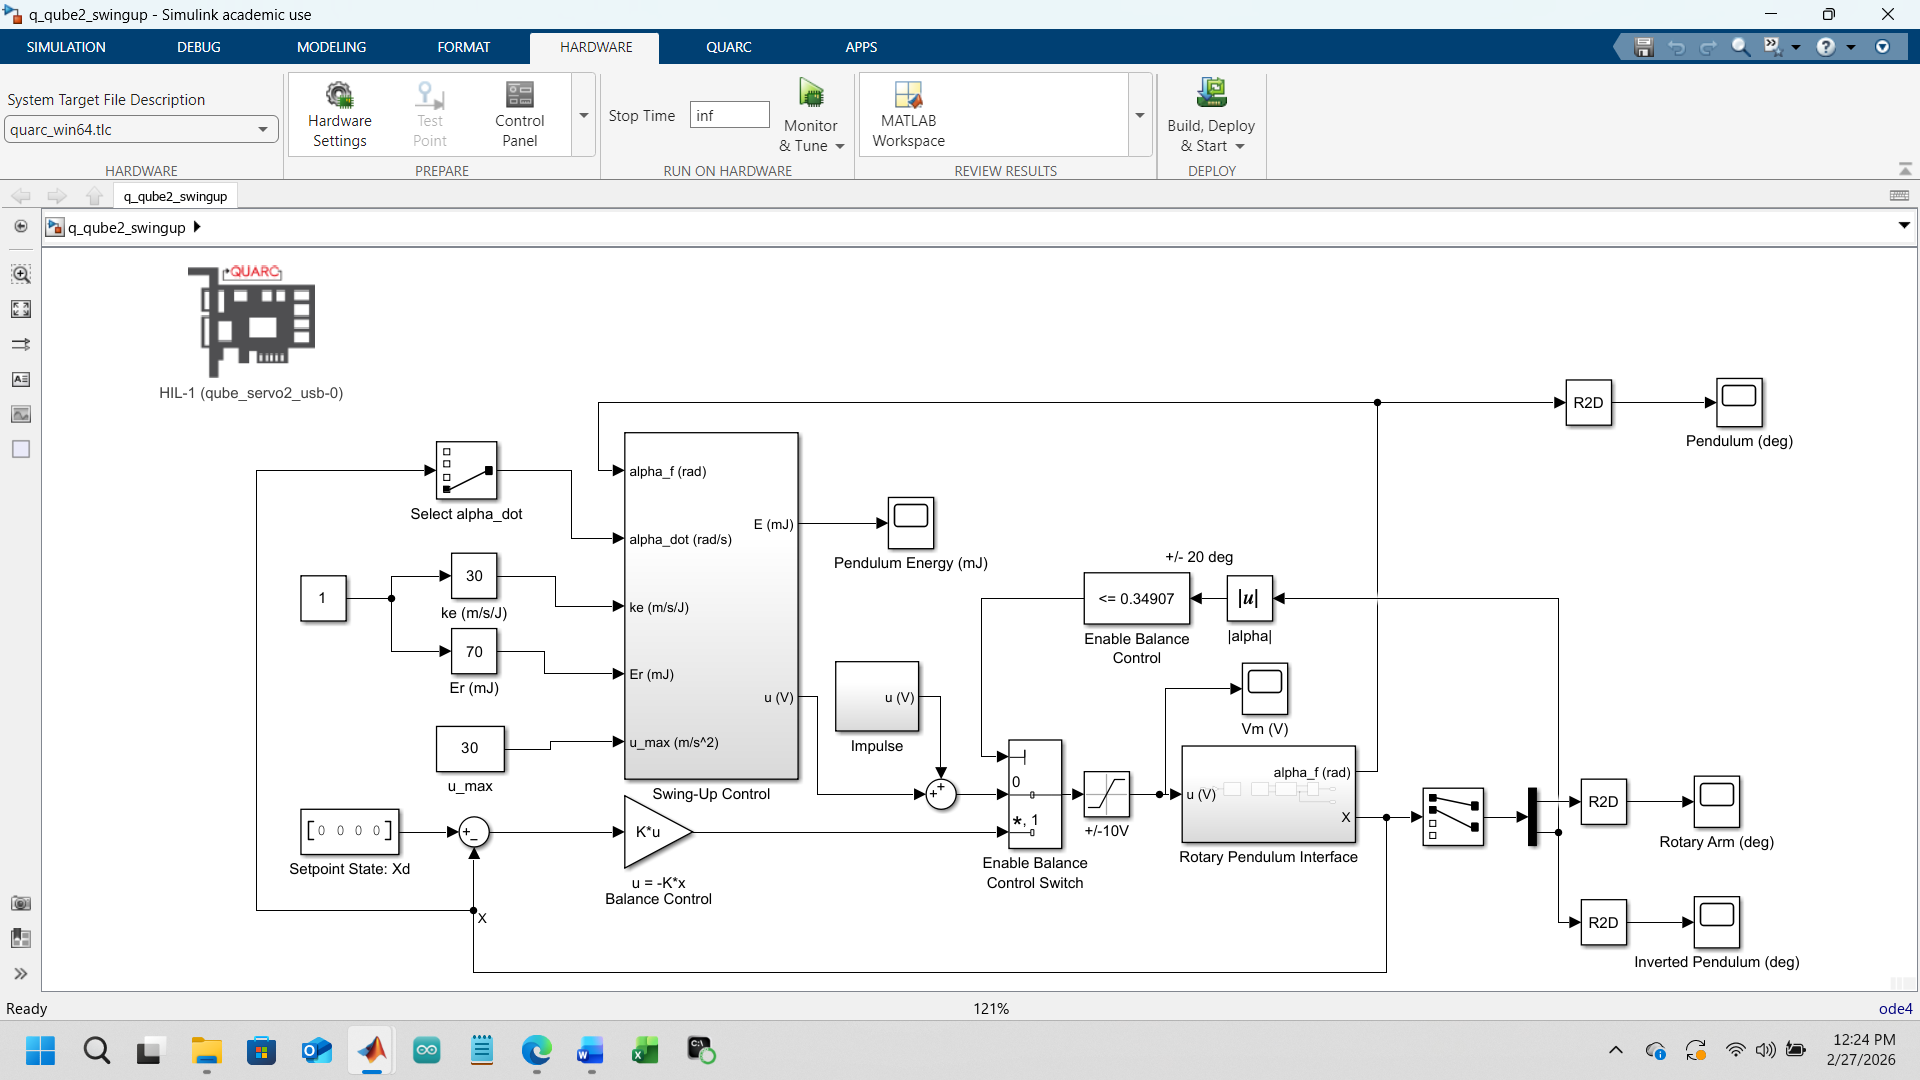 q_qube2_swingup - Simulink academic use
SIMULATION
DEBUG
MODELING
FORMAT
HARDWARE
QUARC
APPS
System Target File Description
quarc_win64.tlc
Hardware
Settings
Test
Point
Control
Panel
Stop Time
inf
Monitor
& Tune
MATLAB
Workspace
Build, Deploy
& Start
HARDWARE
PREPARE
RUN ON HARDWARE
REVIEW RESULTS
DEPLOY
q_qube2_swingup
q_qube2_swingup
QUARC
HIL-1 (qube_servo2_usb-0)
R2D
Pendulum (deg)
Select alpha_dot
alpha_f (rad)
alpha_dot (rad/s)
ke (m/s/J)
Er (mJ)
u_max (m/s^2)
E (mJ)
u (V)
Swing-Up Control
Pendulum Energy (mJ)
1
30
ke (m/s/J)
70
Er (mJ)
30
u_max
+/- 20 deg
<= 0.34907
Enable Balance
Control
|u|
|alpha|
u (V)
Impulse
Vm (V)
0
*, 1
Enable Balance
Control Switch
+/-10V
u (V)
alpha_f (rad)
X
Rotary Pendulum Interface
R2D
Rotary Arm (deg)
[ 0 0 0 0 ]
Setpoint State: Xd
+
-
+
+
K*u
u = -K*x
Balance Control
X
R2D
Inverted Pendulum (deg)
Ready
121%
ode4
12:24 PM
2/27/2026